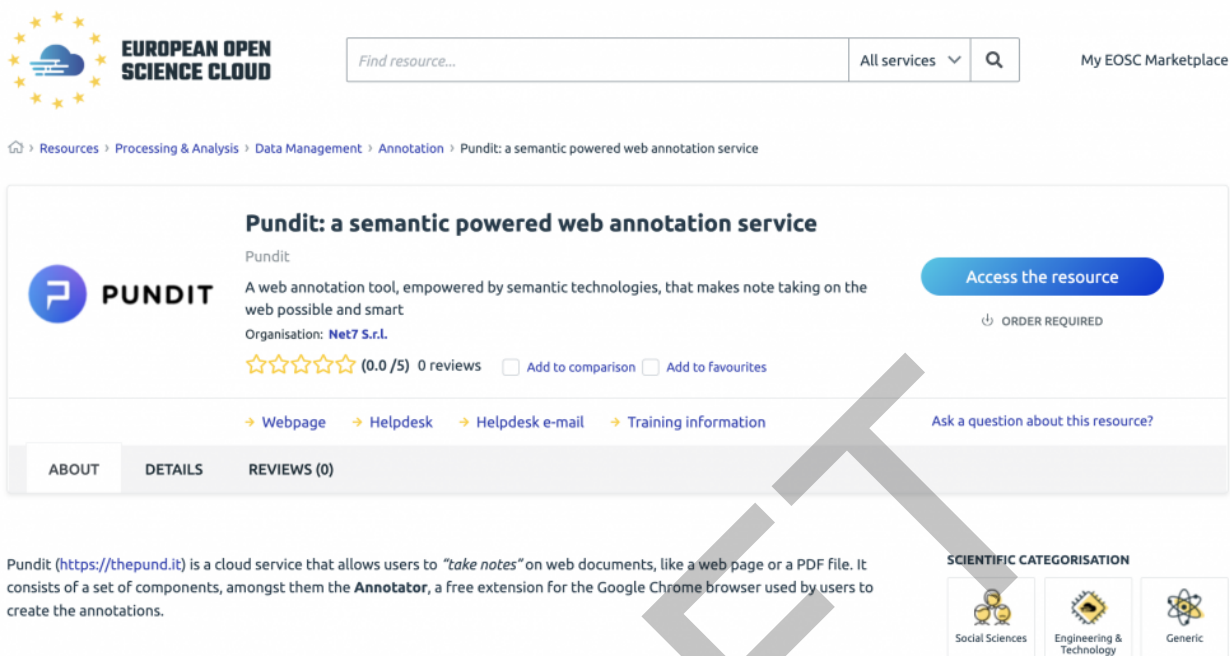 EUROPEAN OPEN
SCIENCE CLOUD
Find resource...
All services
My EOSC Marketplace
Resources › Processing & Analysis › Data Management › Annotation › Pundit: a semantic powered web annotation service
Pundit: a semantic powered web annotation service
Pundit
PUNDIT
A web annotation tool, empowered by semantic technologies, that makes note taking on the
web possible and smart
Organisation: Net7 S.r.l.
(0.0 /5) 0 reviews Add to comparison Add to favourites
Access the resource
ORDER REQUIRED
→ Webpage → Helpdesk → Helpdesk e-mail → Training information
Ask a question about this resource?
ABOUT DETAILS REVIEWS (0)
Pundit (https://thepund.it) is a cloud service that allows users to "take notes" on web documents, like a web page or a PDF file. It
consists of a set of components, amongst them the Annotator, a free extension for the Google Chrome browser used by users to
create the annotations.
SCIENTIFIC CATEGORISATION
Social Sciences
Engineering &
Technology
Generic